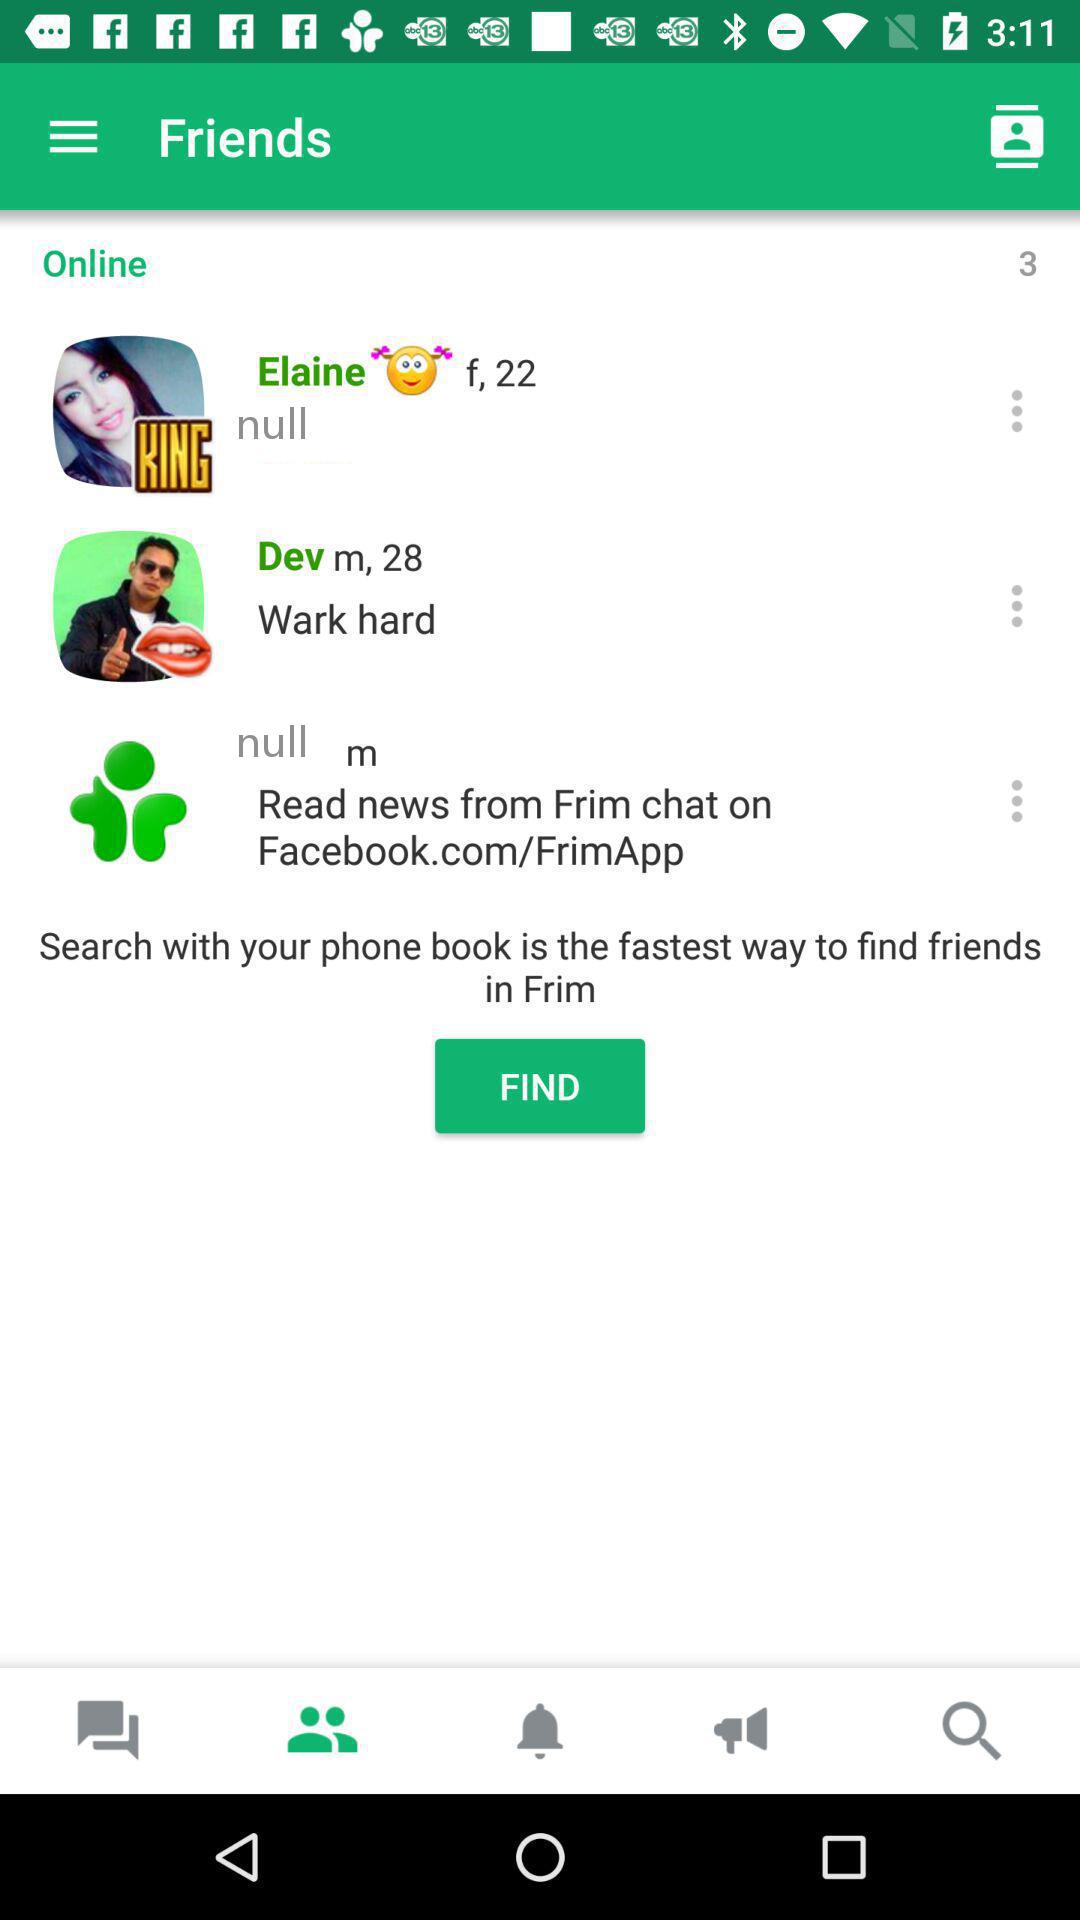 3:11
Friends
Online 3
KING
Elaine f, 22
null
Dev m, 28
Wark hard
null m
Read news from Frim chat on
Facebook.com/FrimApp
Search with your phone book is the fastest way to find friends
in Frim
FIND